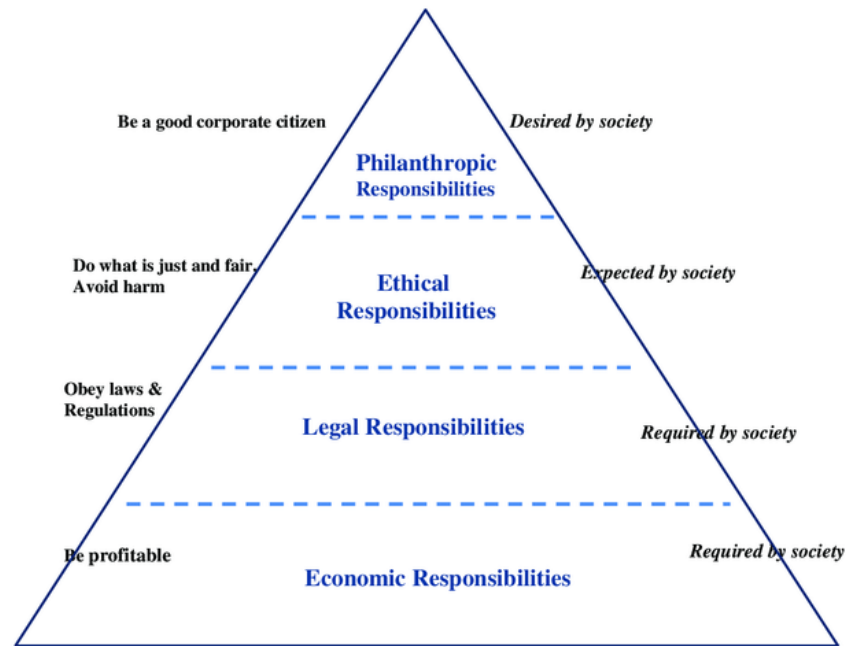 Be a good corporate citizen
Desired by society
Philanthropic
Responsibilities
Do what is just and fair,
Avoid harm
Expected by society
Ethical
Responsibilities
Obey laws &
Regulations
Legal Responsibilities
Required by society
Be profitable
Required by society
Economic Responsibilities